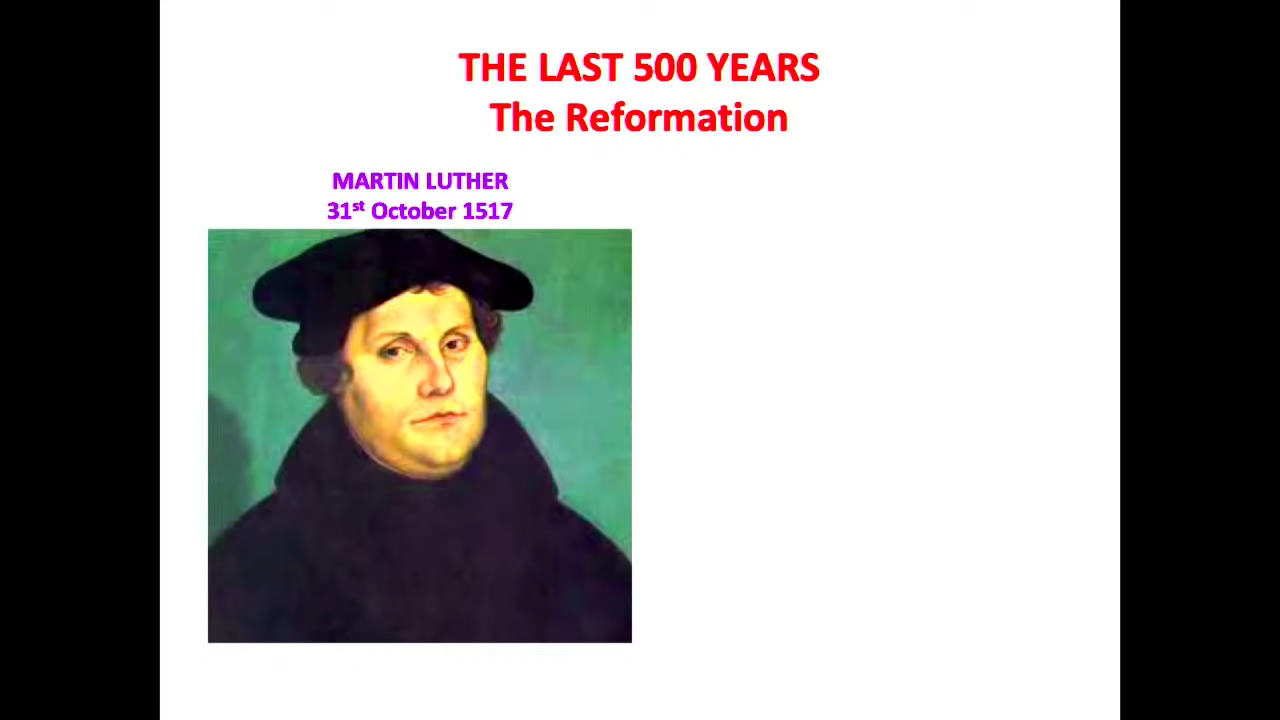 THE LAST 500 YEARS
The Reformation
MARTIN LUTHER
31st October 1517